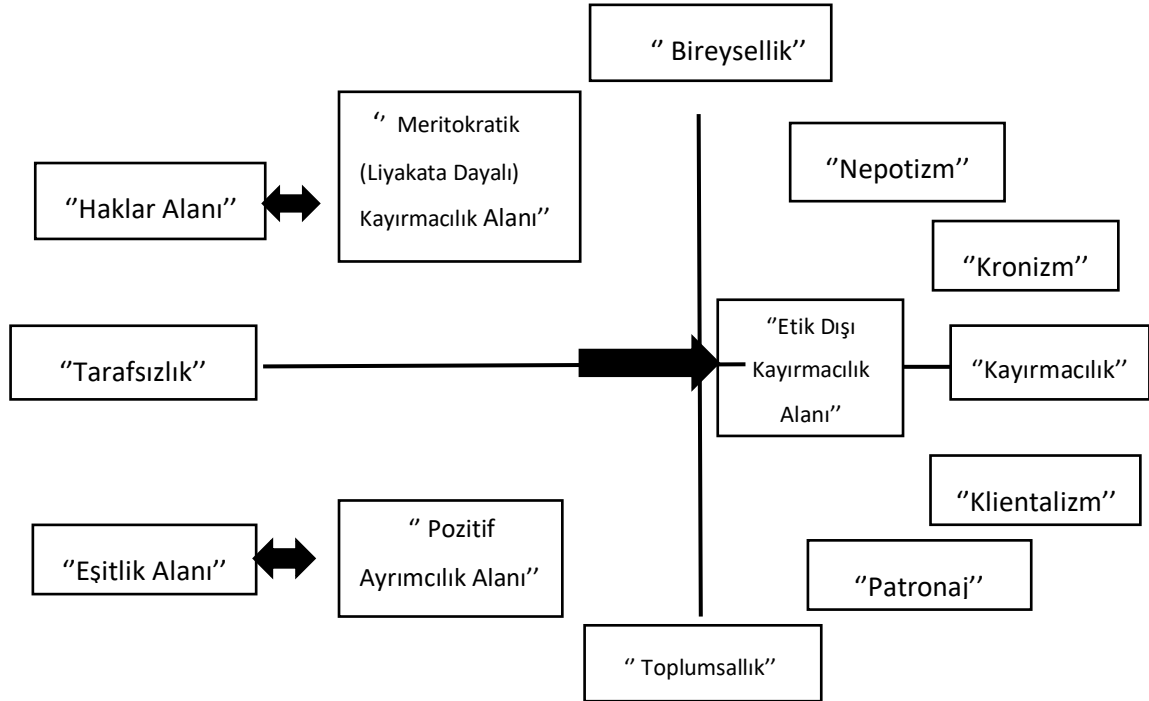 ‘’ Bireysellik’’
‘’ Meritokratik
(Liyakata Dayalı)
Kayırmacılık Alanı’’
‘’Nepotizm’’
‘’Haklar Alanı’’
‘’Kronizm’’
‘’Tarafsızlık’’
‘’Etik Dışı
Kayırmacılık
Alanı’’
‘’Kayırmacılık’’
‘’Klientalizm’’
‘’Eşitlik Alanı’’
‘’ Pozitif
Ayrımcılık Alanı’’
‘’Patronaj’’
‘’ Toplumsallık’’